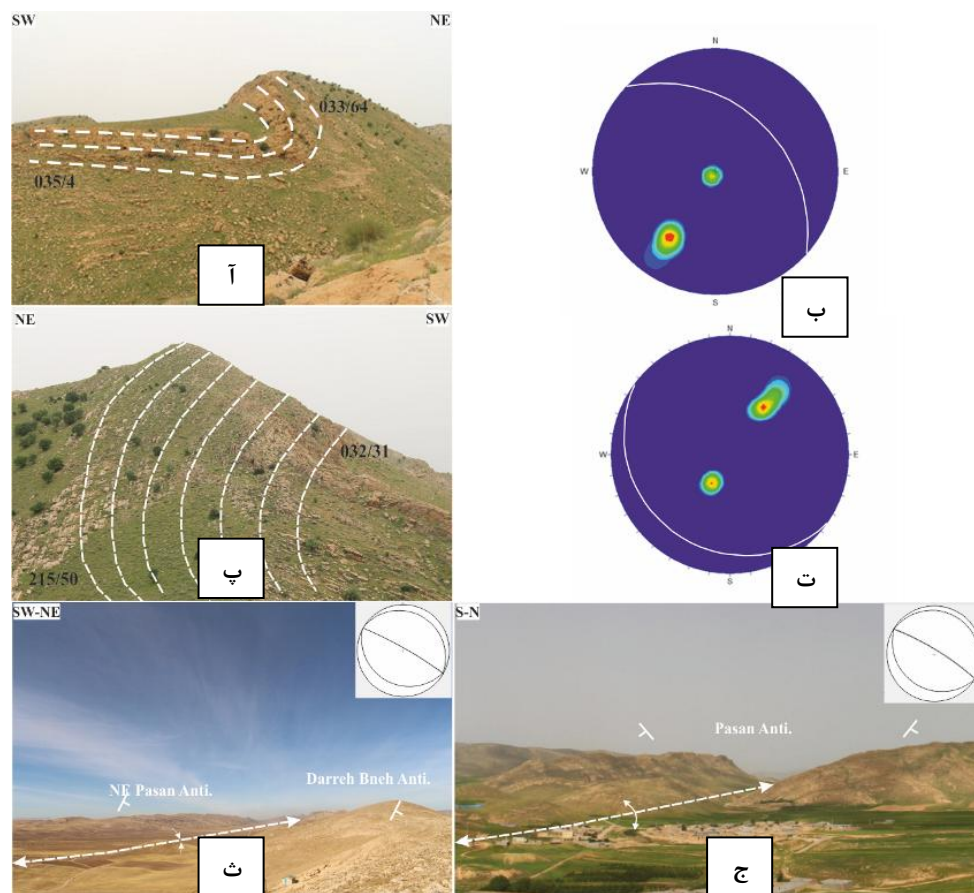 SW NE
033/64
035/4
آ
N
W E
S
ب
NE SW
032/31
215/50
پ
N
W E
S
ت
SW-NE
NE Pasan Anti.
Darreh Bneh Anti.
ث
S-N
Pasan Anti.
ج